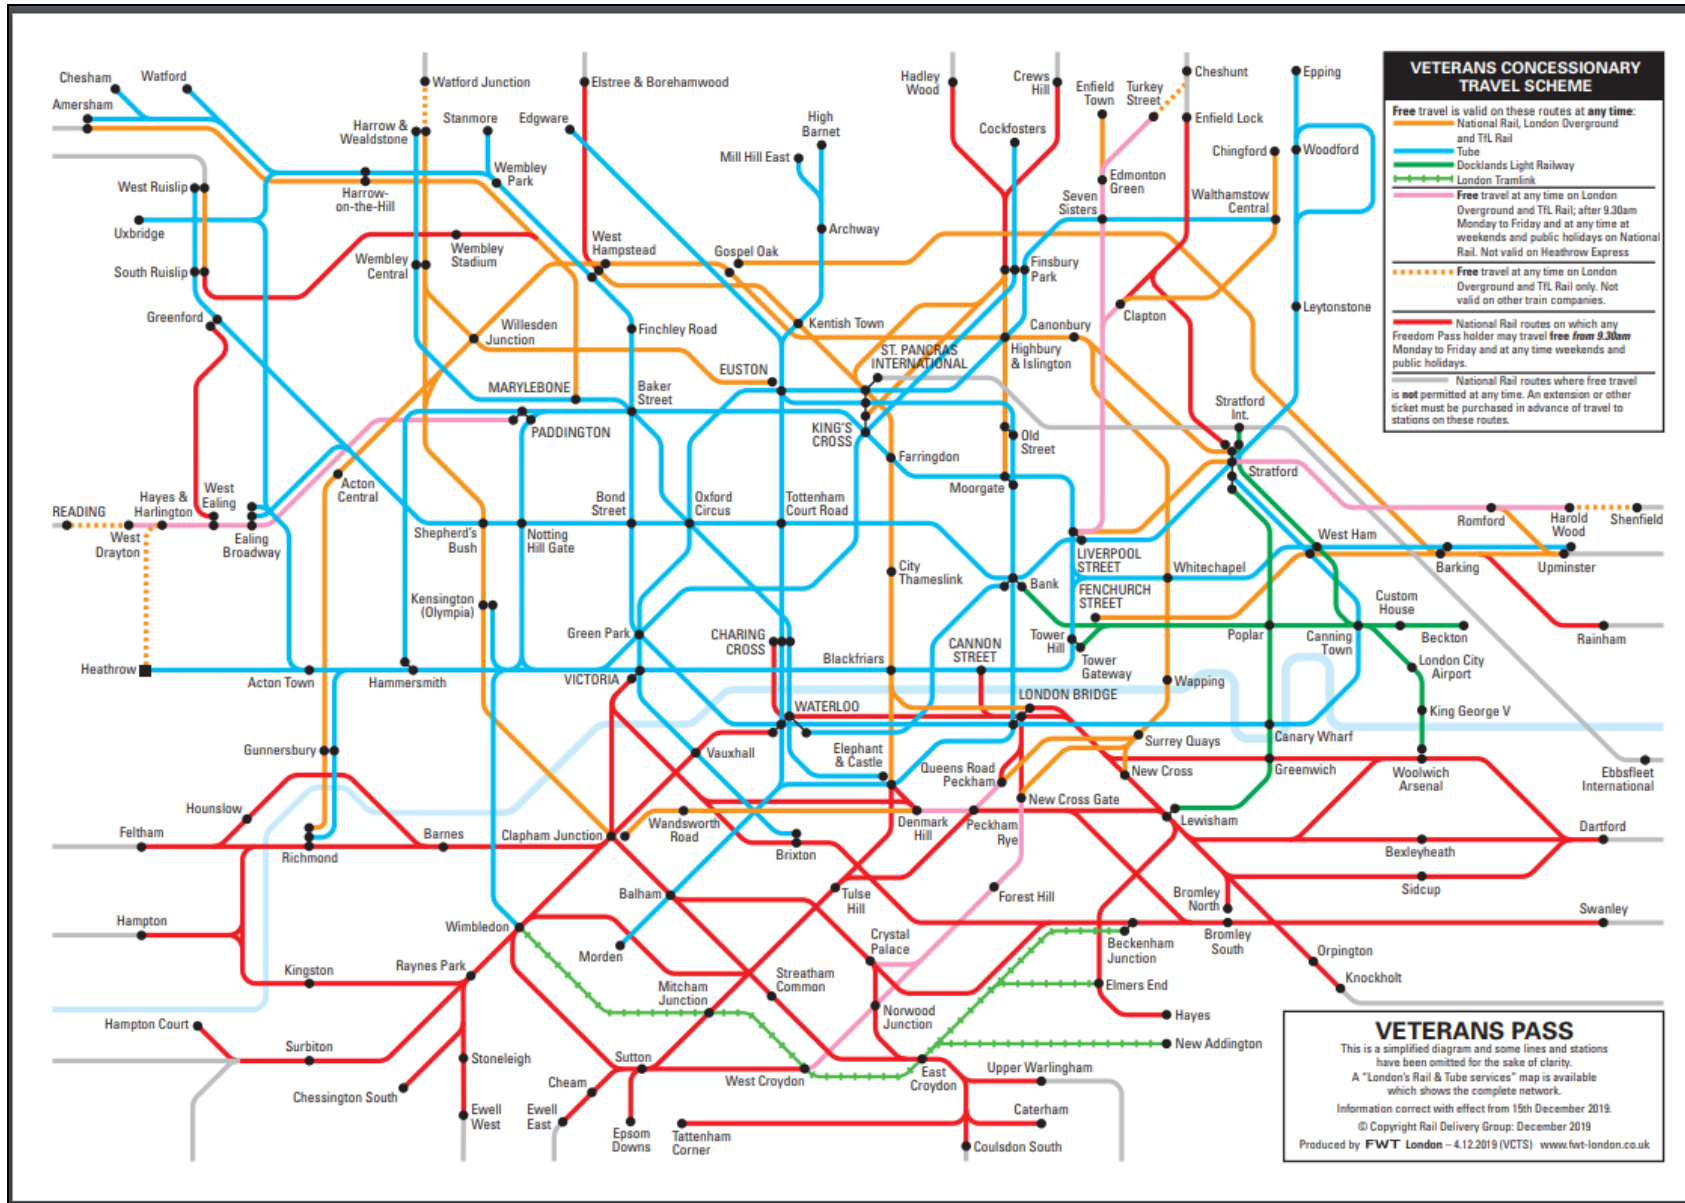 Chesham
Watford
Amersham
Watford Junction
Elstree & Borehamwood
Hadley
Wood
Crews
Hill
Enfield
Town
Turkey
Street
Cheshunt
Epping
Harrow &
Wealdstone
Stanmore
Edgware
High
Barnet
Cockfosters
Enfield Lock
Mill Hill East
Chingford
Woodford
West Ruislip
Harrow-
on-the-Hill
Wembley
Park
Edmonton
Green
Seven
Sisters
Walthamstow
Central
Uxbridge
Archway
South Ruislip
Wembley
Central
Wembley
Stadium
West
Hampstead
Gospel Oak
Finsbury
Park
Greenford
Willesden
Junction
Finchley Road
Kentish Town
Canonbury
Clapton
Leytonstone
ST. PANCRAS
INTERNATIONAL
Highbury
& Islington
EUSTON
MARYLEBONE
Baker
Street
Stratford
Int.
PADDINGTON
KING'S
CROSS
Old
Street
Farringdon
Stratford
Acton
Central
Moorgate
READING
Hayes &
Harlington
West
Ealing
Bond
Street
Oxford
Circus
Tottenham
Court Road
Romford
Harold
Wood
Shenfield
West
Drayton
Ealing
Broadway
Shepherd's
Bush
Notting
Hill Gate
LIVERPOOL
STREET
West Ham
Barking
Upminster
City
Thameslink
Bank
Whitechapel
FENCHURCH
STREET
Kensington
(Olympia)
Custom
House
Green Park
CHARING
CROSS
CANNON
STREET
Tower
Hill
Poplar
Canning
Town
Beckton
Rainham
Heathrow
Acton Town
Hammersmith
VICTORIA
Blackfriars
Tower
Gateway
London City
Airport
Wapping
WATERLOO
LONDON BRIDGE
King George V
Gunnersbury
Vauxhall
Elephant
& Castle
Surrey Quays
Canary Wharf
Queens Road
Peckham
New Cross
Greenwich
Woolwich
Arsenal
Ebbsfleet
International
Hounslow
New Cross Gate
Feltham
Barnes
Clapham Junction
Wandsworth
Road
Denmark
Hill
Peckham
Rye
Lewisham
Dartford
Richmond
Brixton
Bexleyheath
Balham
Tulse
Hill
Forest Hill
Bromley
North
Sidcup
Hampton
Wimbledon
Swanley
Morden
Crystal
Palace
Beckenham
Junction
Bromley
South
Orpington
Kingston
Raynes Park
Mitcham
Junction
Streatham
Common
Elmers End
Knockholt
Norwood
Junction
Hayes
Hampton Court
Surbiton
Stoneleigh
Sutton
West Croydon
East
Croydon
New Addington
Upper Warlingham
Chessington South
Cheam
Ewell
West
Ewell
East
Epsom
Downs
Tattenham
Corner
Caterham
Coulsdon South
VETERANS CONCESSIONARY
TRAVEL SCHEME
Free travel is valid on these routes at any time:
National Rail, London Overground
and TfL Rail
Tube
Docklands Light Railway
London Tramlink
Free travel at any time on London
Overground and TfL Rail; after 9.30am
Monday to Friday and at any time at
weekends and public holidays on National
Rail. Not valid on Heathrow Express
Free travel at any time on London
Overground and TfL Rail only. Not
valid on other train companies.
National Rail routes on which any
Freedom Pass holder may travel free from 9.30am
Monday to Friday and at any time weekends and
public holidays.
National Rail routes where free travel
is not permitted at any time. An extension or other
ticket must be purchased in advance of travel to
stations on these routes.
VETERANS PASS
This is a simplified diagram and some lines and stations
have been omitted for the sake of clarity.
A "London's Rail & Tube services" map is available
which shows the complete network.
Information correct with effect from 15th December 2019.
© Copyright Rail Delivery Group: December 2019
Produced by FWT London – 4.12.2019 (VCTS) www.fwt-london.co.uk